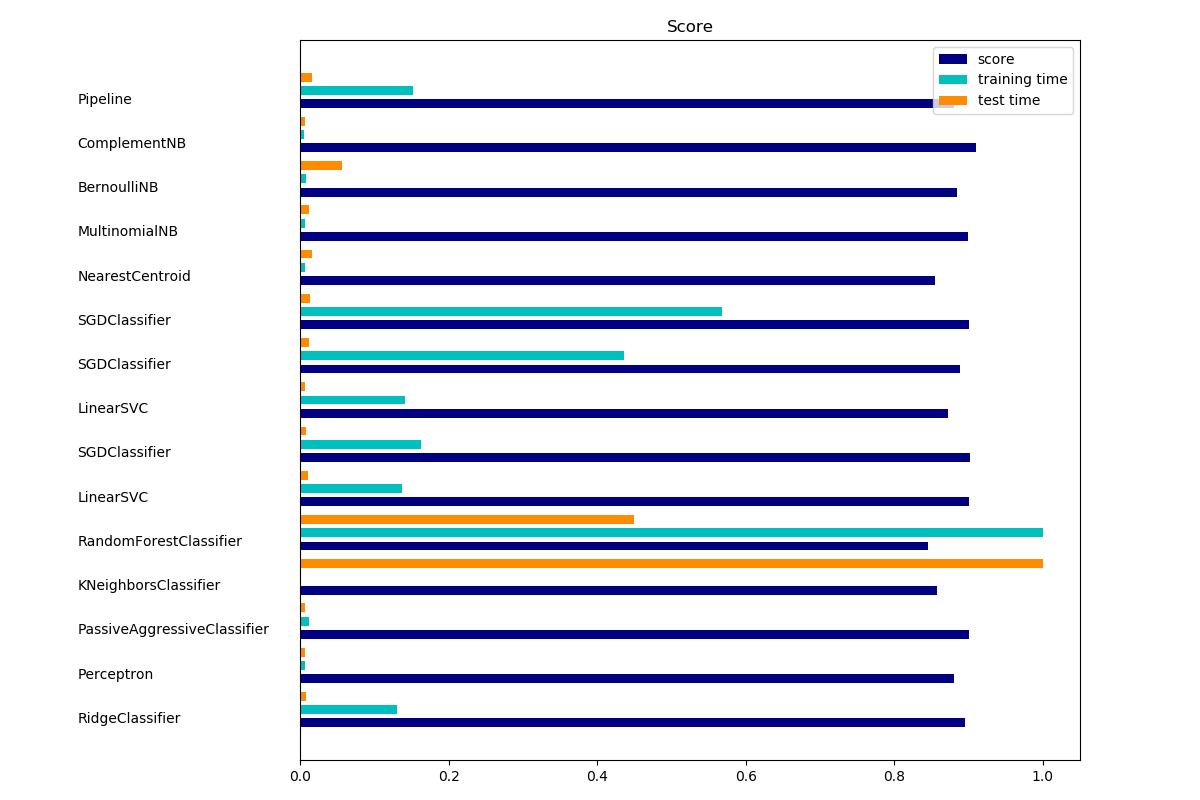 Score
score
training time
test time
Pipeline
ComplementNB
BernoulliNB
MultinomialNB
NearestCentroid
SGDClassifier
SGDClassifier
LinearSVC
SGDClassifier
LinearSVC
RandomForestClassifier
KNeighborsClassifier
PassiveAggressiveClassifier
Perceptron
RidgeClassifier
0.0 0.2 0.4 0.6 0.8 1.0